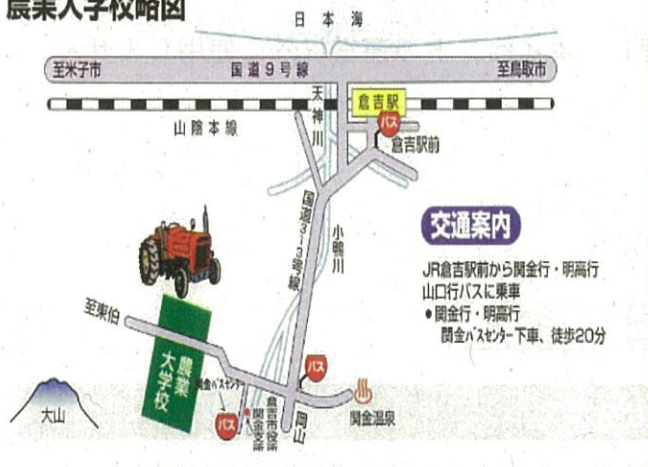 農業大学校略図
日本海
至米子市
国道9号線
至鳥取市
天神川
倉吉駅
バス
山陰本線
倉吉駅前
国道313号線
小鴨川
交通案内
JR倉吉駅前から関金行・明高行
山口行バスに乗車
●関金行・明高行
関金バスセンター下車、徒歩20分
至東伯
農業
大学校
関金バスセンター
バス
バス
倉吉市役所
関金支所
岡山
関金温泉
大山